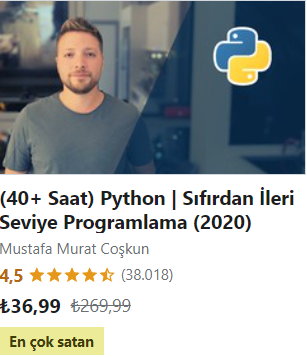 (40+ Saat) Python | Sıfırdan İleri
Seviye Programlama (2020)
Mustafa Murat Coşkun
4,5 (38.018)
₺36,99 ₺269,99
En çok satan